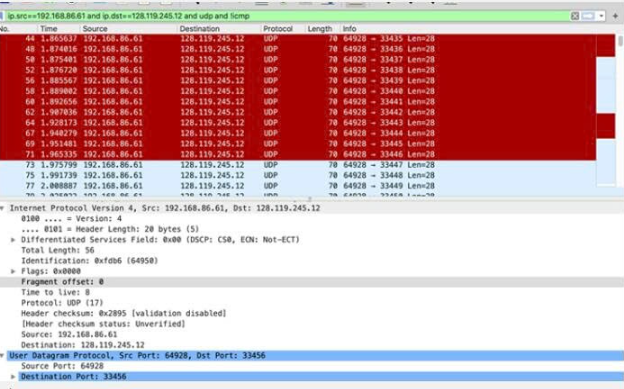 ip.src==192.168.86.61 and ip.dst==128.119.245.12 and udp and !icmp
No. Time Source Destination Protocol Length Info
44 1.865637 192.168.86.61 128.119.245.12 UDP 70 64928 → 33435 Len=28
48 1.874016 192.168.86.61 128.119.245.12 UDP 70 64928 → 33436 Len=28
50 1.875401 192.168.86.61 128.119.245.12 UDP 70 64928 → 33437 Len=28
52 1.876720 192.168.86.61 128.119.245.12 UDP 70 64928 → 33438 Len=28
56 1.885567 192.168.86.61 128.119.245.12 UDP 70 64928 → 33439 Len=28
58 1.889002 192.168.86.61 128.119.245.12 UDP 70 64928 → 33440 Len=28
60 1.892656 192.168.86.61 128.119.245.12 UDP 70 64928 → 33441 Len=28
62 1.907036 192.168.86.61 128.119.245.12 UDP 70 64928 → 33442 Len=28
64 1.928173 192.168.86.61 128.119.245.12 UDP 70 64928 → 33443 Len=28
67 1.940279 192.168.86.61 128.119.245.12 UDP 70 64928 → 33444 Len=28
69 1.951481 192.168.86.61 128.119.245.12 UDP 70 64928 → 33445 Len=28
71 1.965335 192.168.86.61 128.119.245.12 UDP 70 64928 → 33446 Len=28
73 1.975799 192.168.86.61 128.119.245.12 UDP 70 64928 → 33447 Len=28
75 1.991739 192.168.86.61 128.119.245.12 UDP 70 64928 → 33448 Len=28
77 2.008887 192.168.86.61 128.119.245.12 UDP 70 64928 → 33449 Len=28
Internet Protocol Version 4, Src: 192.168.86.61, Dst: 128.119.245.12
0100 .... = Version: 4
.... 0101 = Header Length: 20 bytes (5)
Differentiated Services Field: 0x00 (DSCP: CS0, ECN: Not-ECT)
Total Length: 56
Identification: 0xfdb6 (64950)
Flags: 0x0000
Fragment offset: 0
Time to live: 8
Protocol: UDP (17)
Header checksum: 0x2895 [validation disabled]
[Header checksum status: Unverified]
Source: 192.168.86.61
Destination: 128.119.245.12
User Datagram Protocol, Src Port: 64928, Dst Port: 33456
Source Port: 64928
Destination Port: 33456